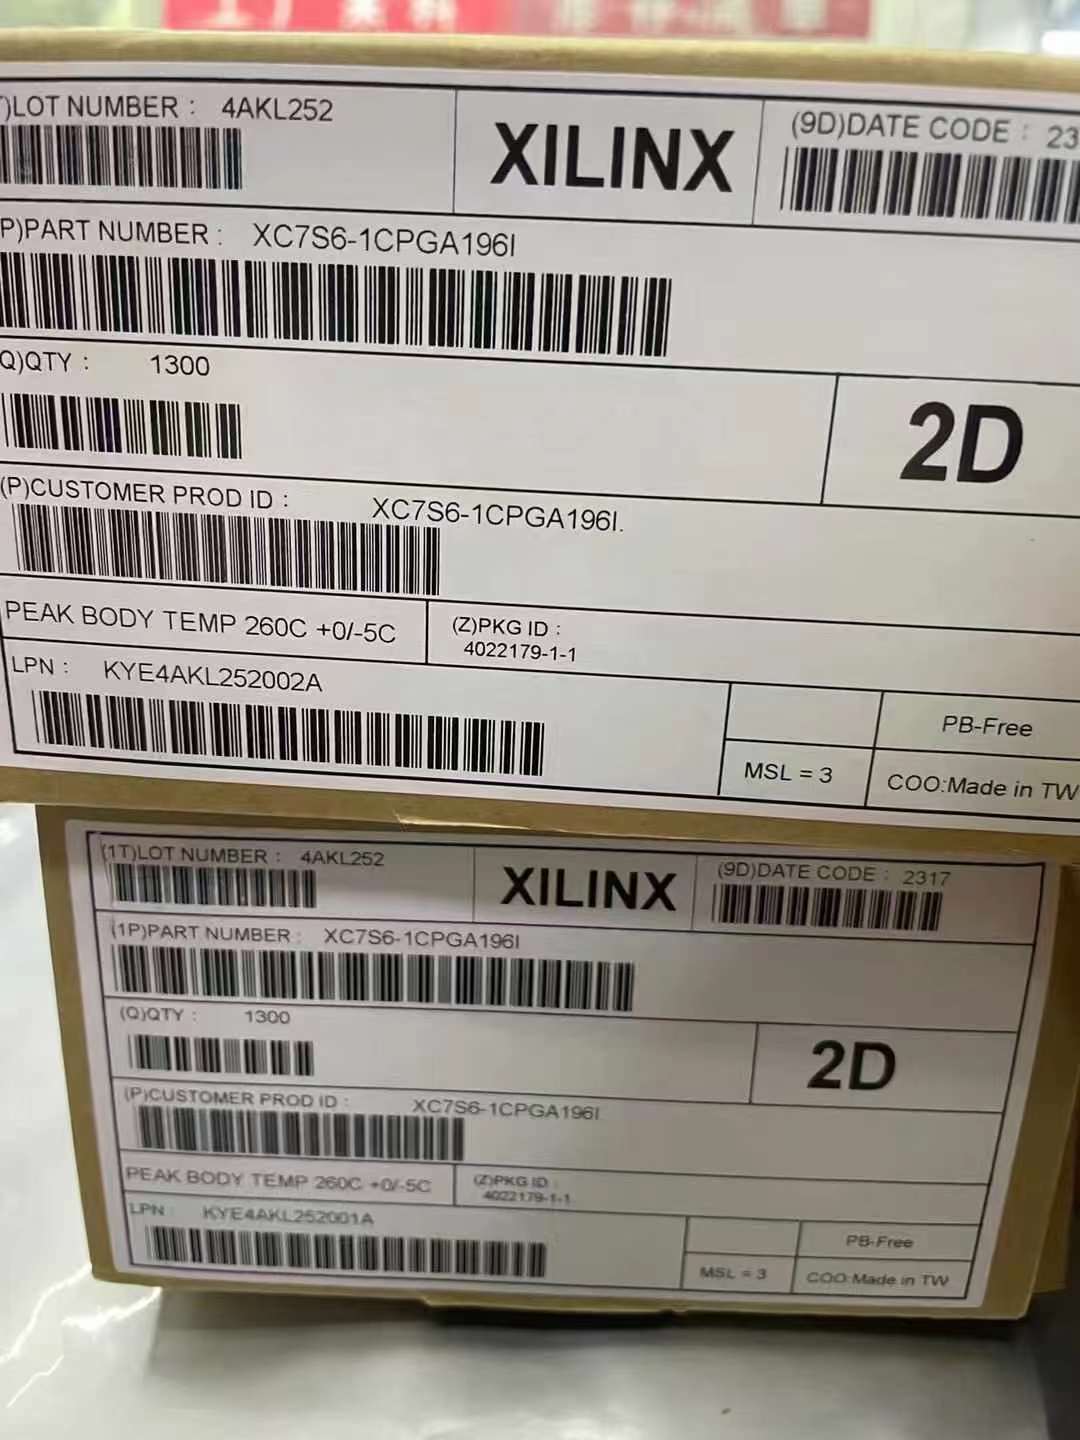 )LOT NUMBER : 4AKL252
XILINX
(9D)DATE CODE : 23
P)PART NUMBER : XC7S6-1CPGA196I
Q)QTY : 1300
2D
(P)CUSTOMER PROD ID : XC7S6-1CPGA196I.
PEAK BODY TEMP 260C +0/-5C
(Z)PKG ID :
4022179-1-1
LPN : KYE4AKL252002A
PB-Free
MSL = 3
COO:Made in TW
(1T)LOT NUMBER : 4AKL252
XILINX
(9D)DATE CODE : 2317
(1P)PART NUMBER : XC7S6-1CPGA196I
(Q)QTY : 1300
2D
(P)CUSTOMER PROD ID : XC7S6-1CPGA196I.
PEAK BODY TEMP 260C +0/-5C
(Z)PKG ID :
4022179-1-1
LPN : KYE4AKL252001A
PB-Free
MSL = 3
COO:Made in TW